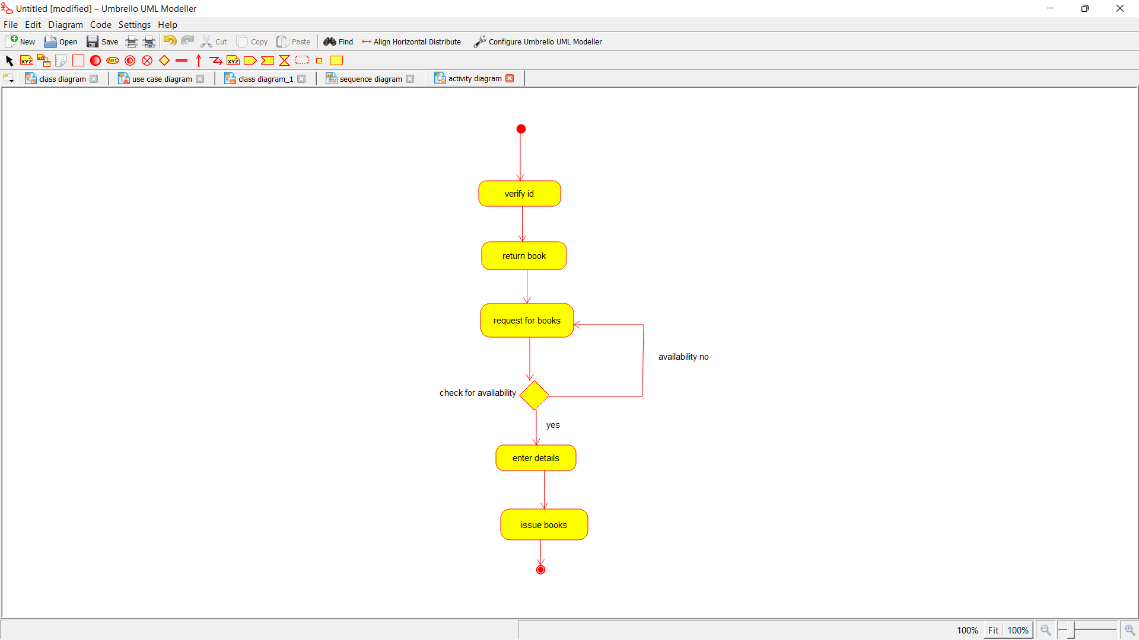 Untitled [modified] – Umbrello UML Modeller
File Edit Diagram Code Settings Help
New Open Save Cut Copy Paste Find Align Horizontal Distribute Configure Umbrello UML Modeller
class diagram use case diagram class diagram_1 sequence diagram activity diagram
verify id
return book
request for books
availability no
check for availability
yes
enter details
issue books
100% Fit 100%